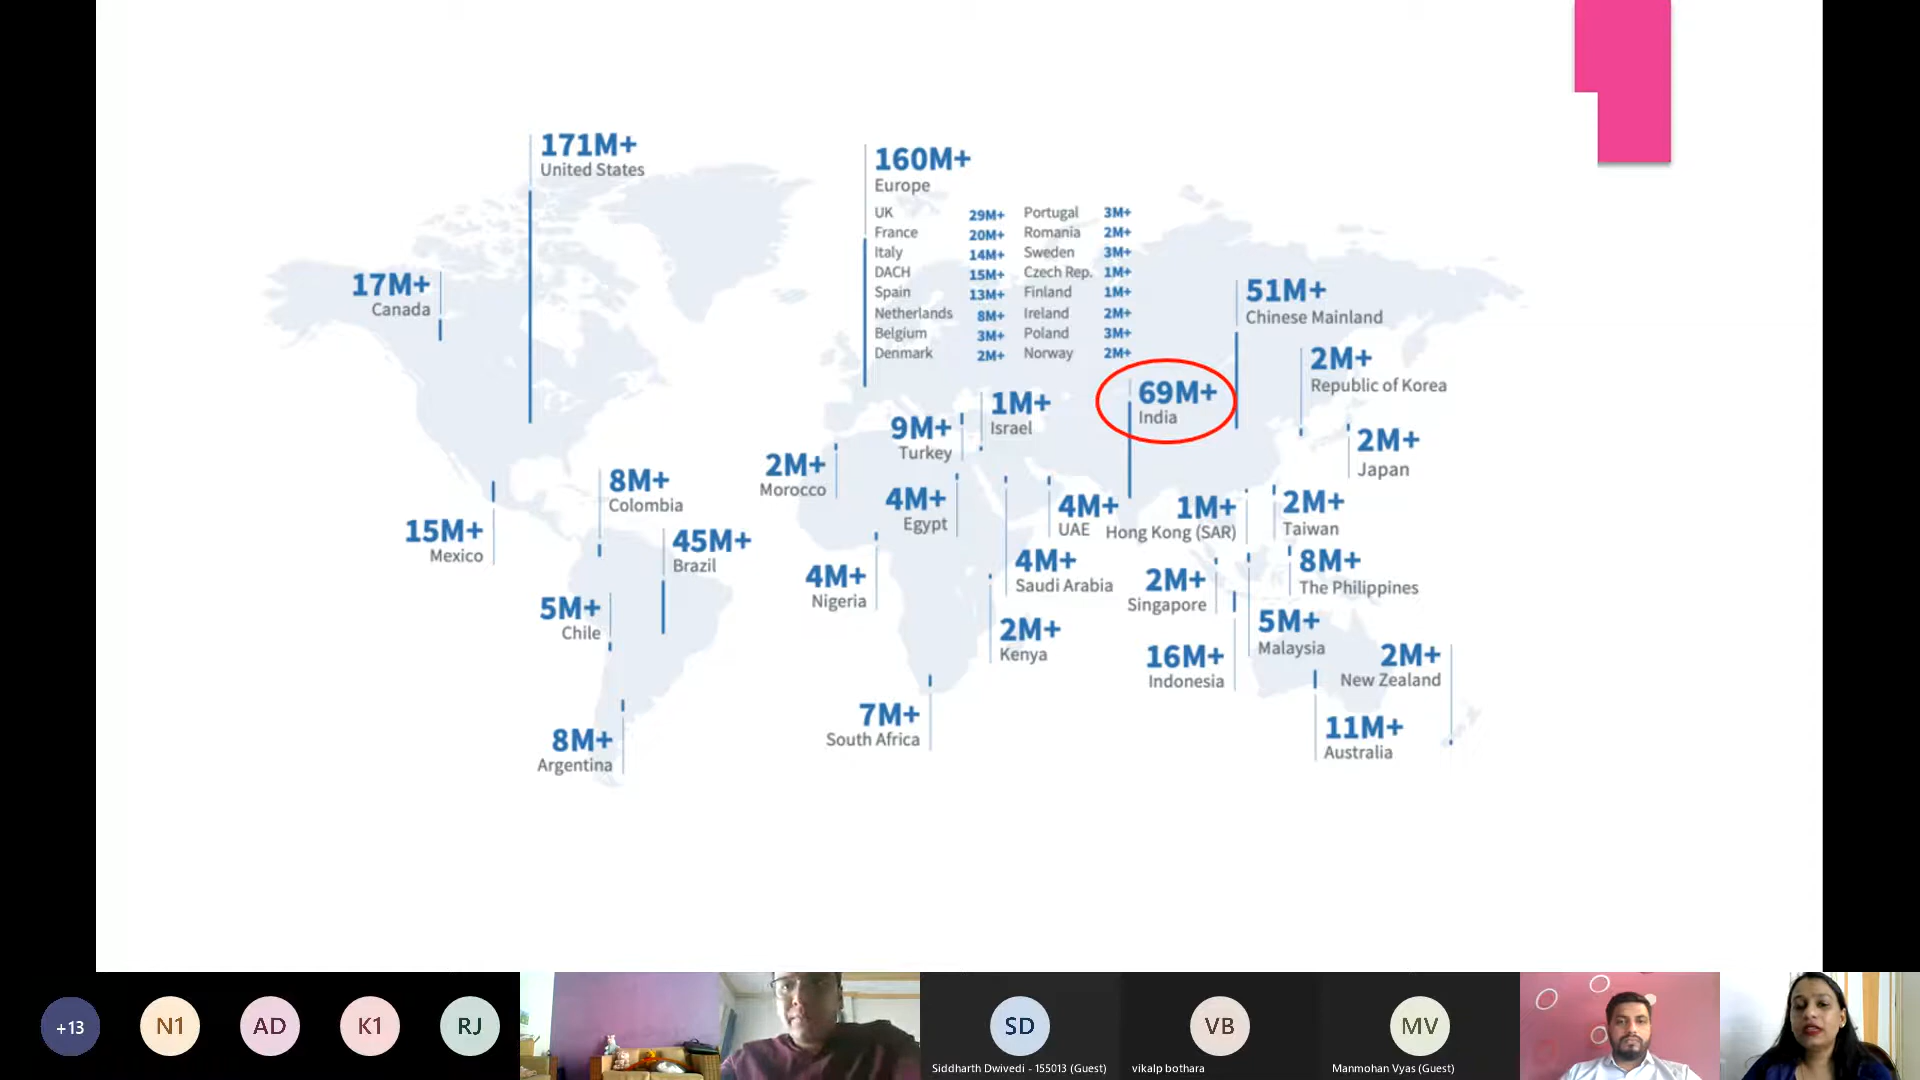 171M+
United States
160M+
Europe
UK 29M+ Portugal 3M+
France 20M+ Romania 2M+
Italy 14M+ Sweden 3M+
DACH 15M+ Czech Rep. 1M+
Spain 13M+ Finland 1M+
Netherlands 8M+ Ireland 2M+
Belgium 3M+ Poland 3M+
Denmark 2M+ Norway 2M+
17M+
Canada
51M+
Chinese Mainland
2M+
Republic of Korea
69M+
India
1M+
Israel
9M+
Turkey
2M+
Japan
2M+
Morocco
8M+
Colombia
4M+
Egypt
4M+
UAE
1M+
Hong Kong (SAR)
2M+
Taiwan
15M+
Mexico
45M+
Brazil
4M+
Nigeria
4M+
Saudi Arabia
2M+
Singapore
8M+
The Philippines
5M+
Chile
2M+
Kenya
5M+
Malaysia
16M+
Indonesia
2M+
New Zealand
7M+
South Africa
11M+
Australia
8M+
Argentina
+13
N1
AD
K1
RJ
SD
Siddharth Dwivedi - 155013 (Guest)
VB
vikalp bothara
MV
Manmohan Vyas (Guest)